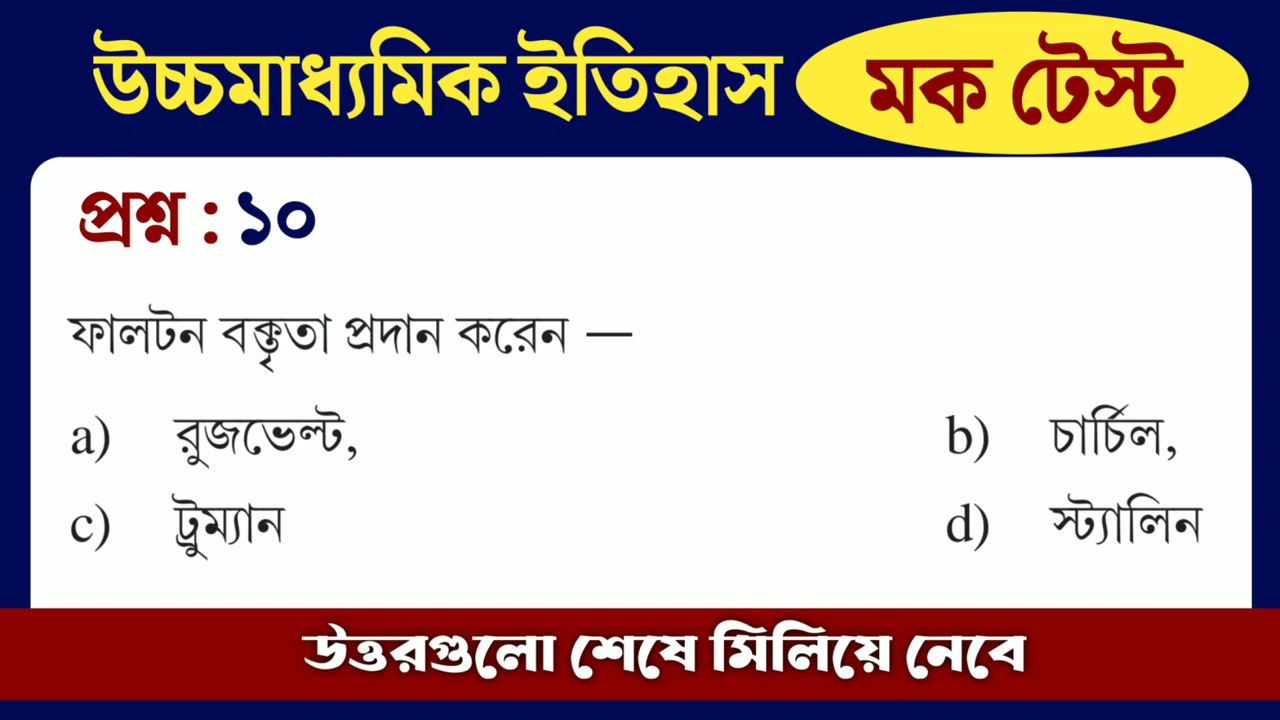 উচ্চমাধ্যমিক ইতিহাস মক টেস্ট
প্রশ্ন : ১০
ফালটন বক্তৃতা প্রদান করেন —
a) রুজভেল্ট, b) চার্চিল,
c) ট্রুম্যান d) স্ট্যালিন
উত্তরগুলো শেষে মিলিয়ে নেবে